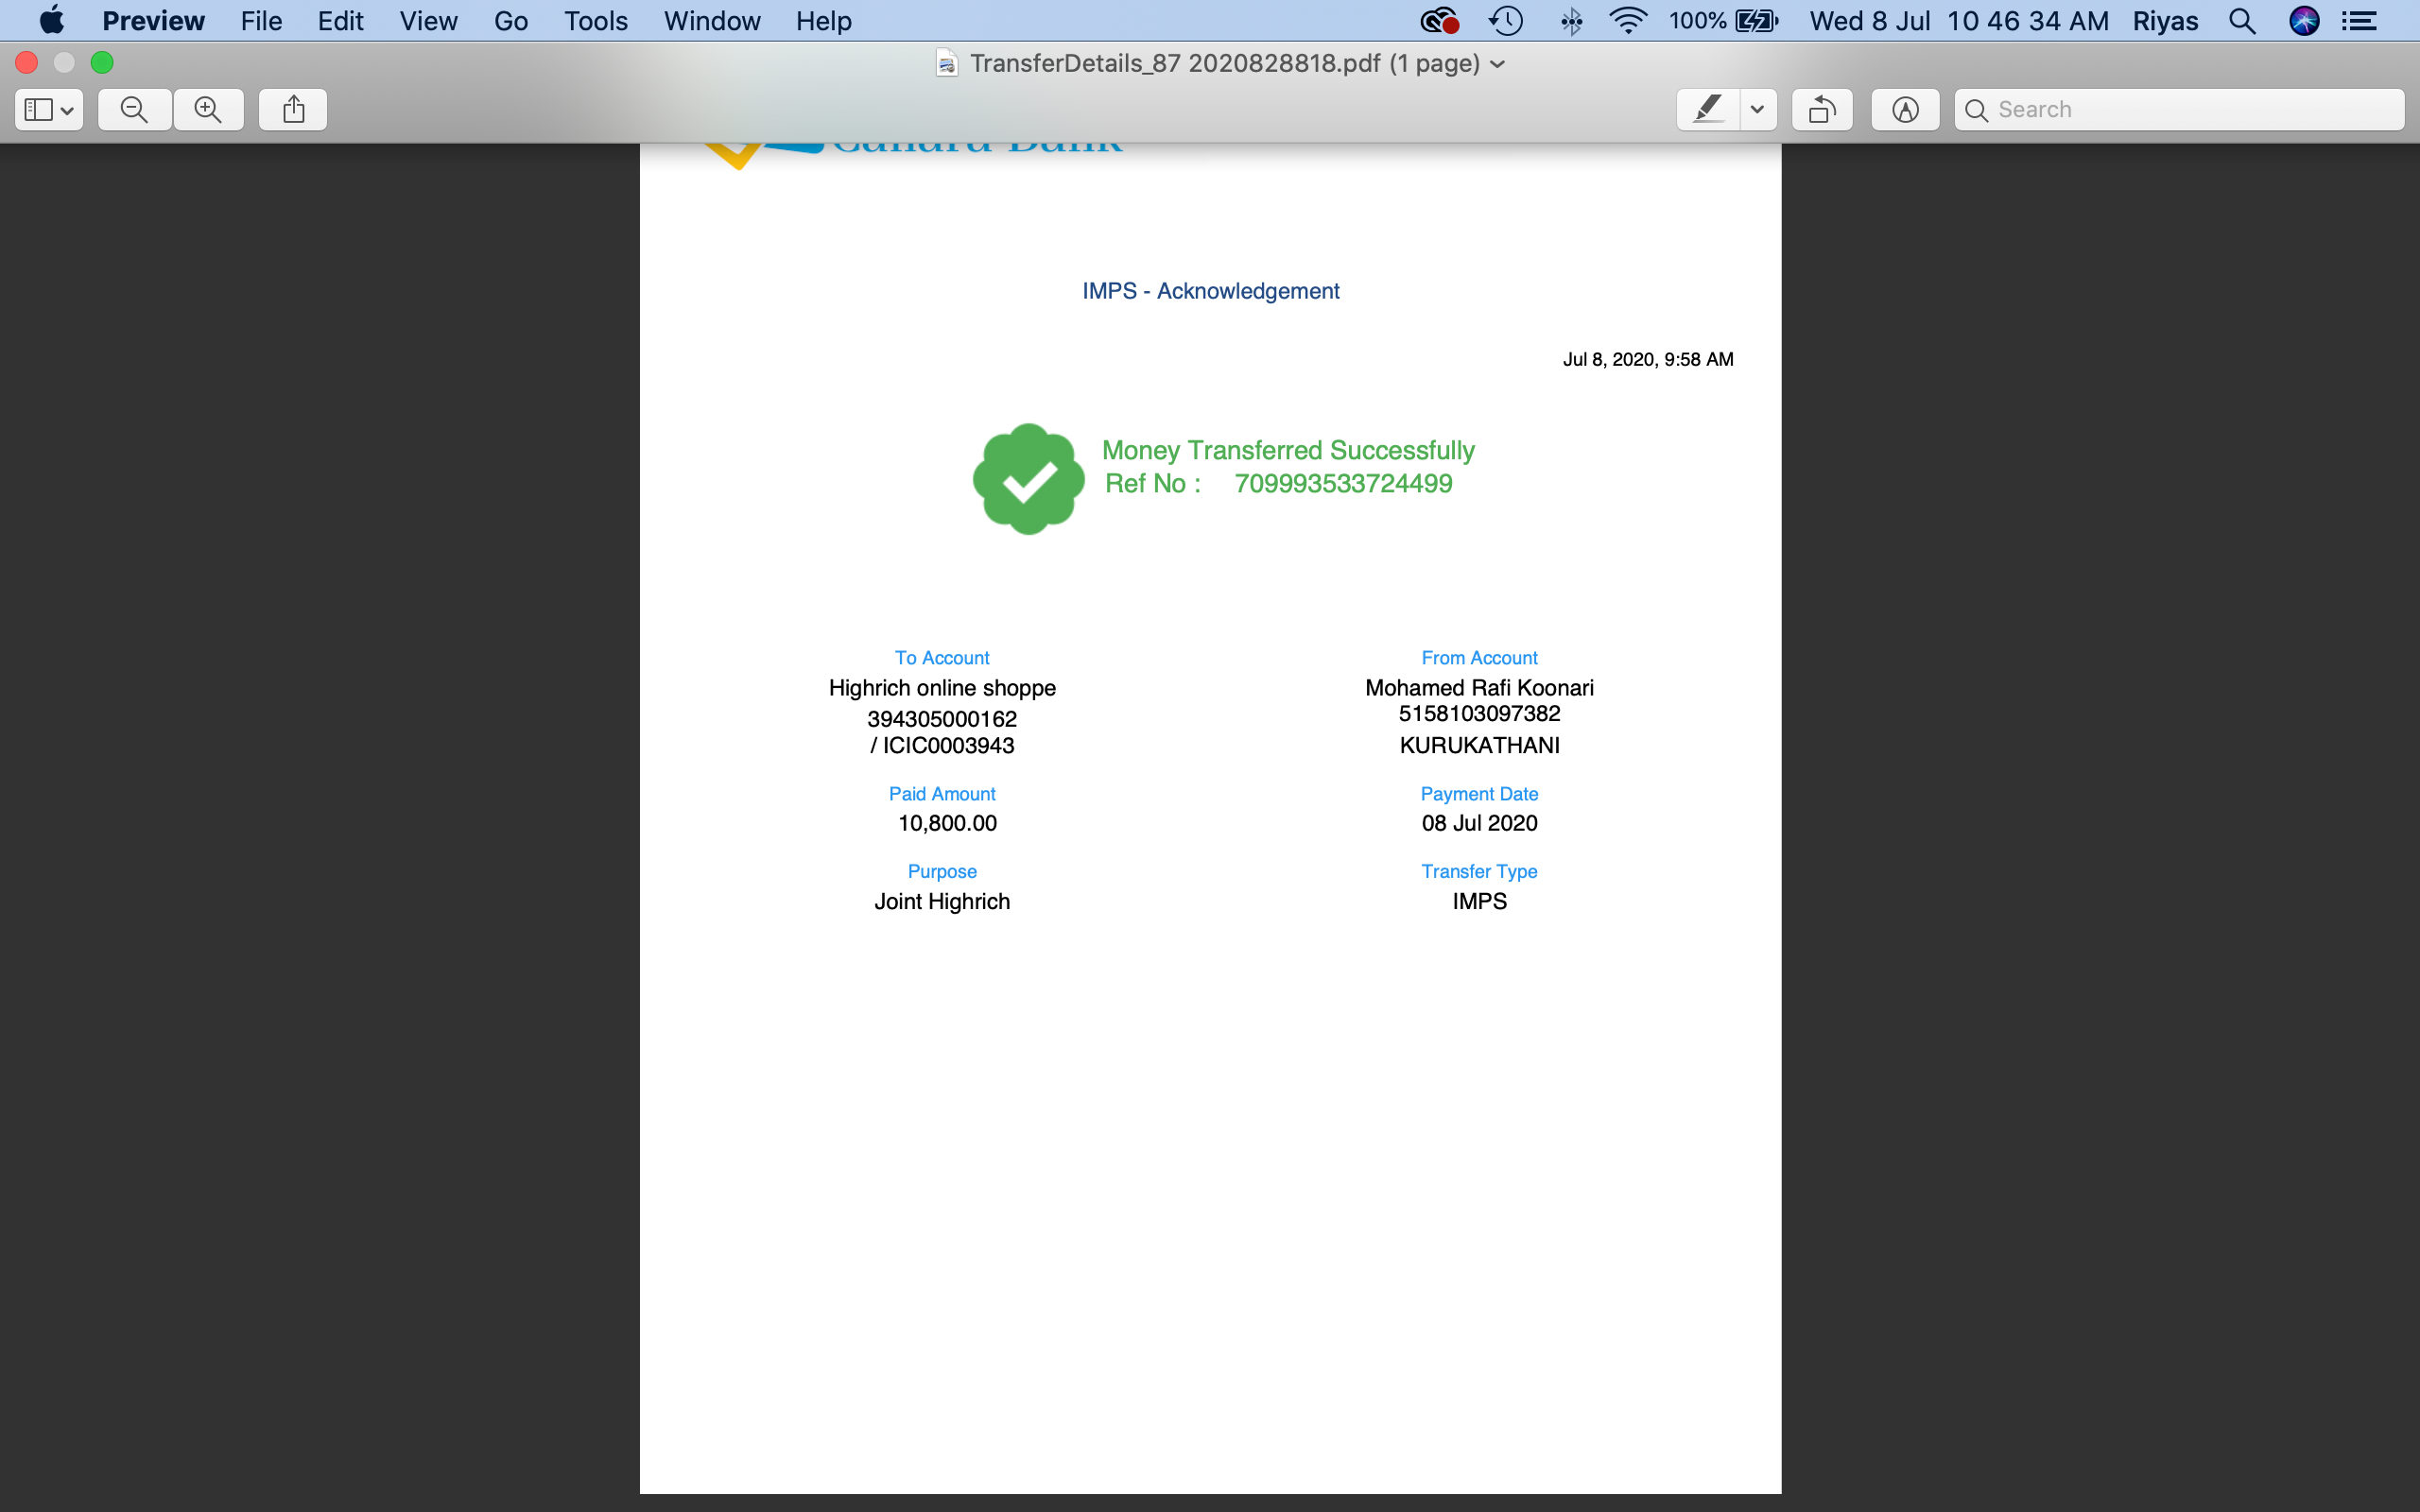 Preview File Edit View Go Tools Window Help 100% Wed 8 Jul 10 46 34 AM Riyas
TransferDetails_87 2020828818.pdf (1 page)
Search
Canara Bank
IMPS - Acknowledgement
Jul 8, 2020, 9:58 AM
Money Transferred Successfully
Ref No : 709993533724499
To Account
Highrich online shoppe
394305000162
/ ICIC0003943
From Account
Mohamed Rafi Koonari
5158103097382
KURUKATHANI
Paid Amount
10,800.00
Payment Date
08 Jul 2020
Purpose
Joint Highrich
Transfer Type
IMPS